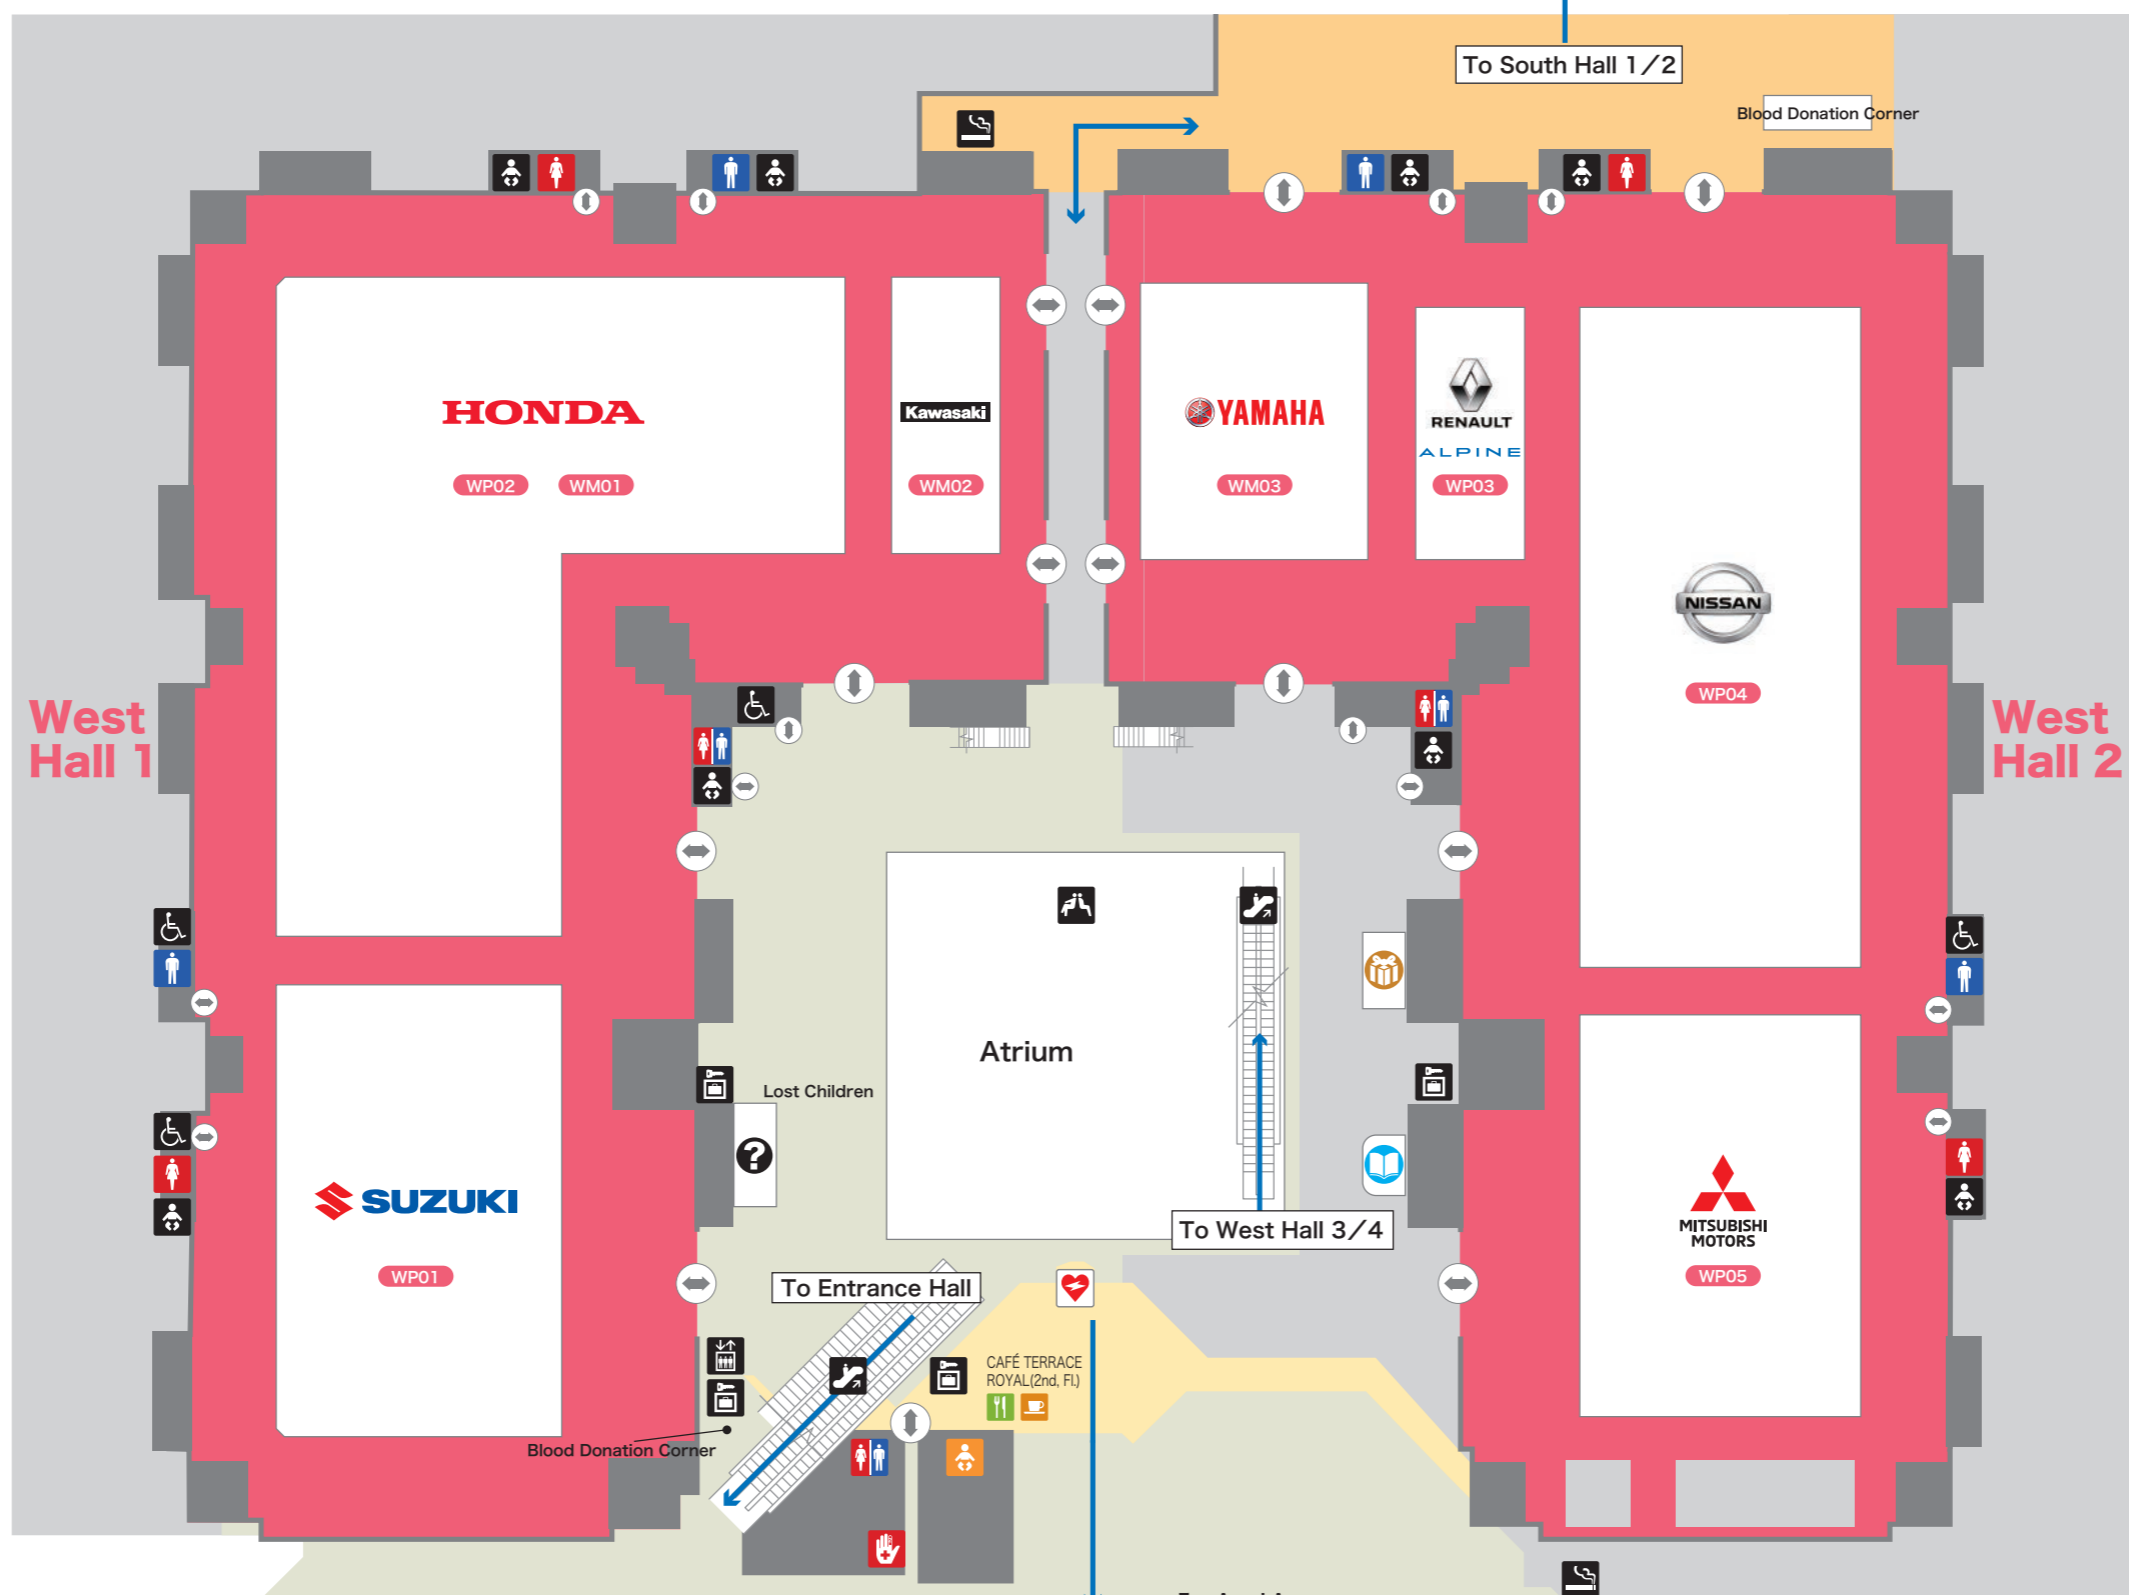 To South Hall 1／2
Blood Donation Corner
HONDA
WP02
WM01
Kawasaki
WM02
YAMAHA
WM03
RENAULT
ALPINE
WP03
NISSAN
WP04
West
Hall 1
West
Hall 2
Atrium
Lost Children
?
SUZUKI
WP01
To West Hall 3／4
MITSUBISHI
MOTORS
WP05
To Entrance Hall
CAFÉ TERRACE
ROYAL(2nd, Fl.)
Blood Donation Corner